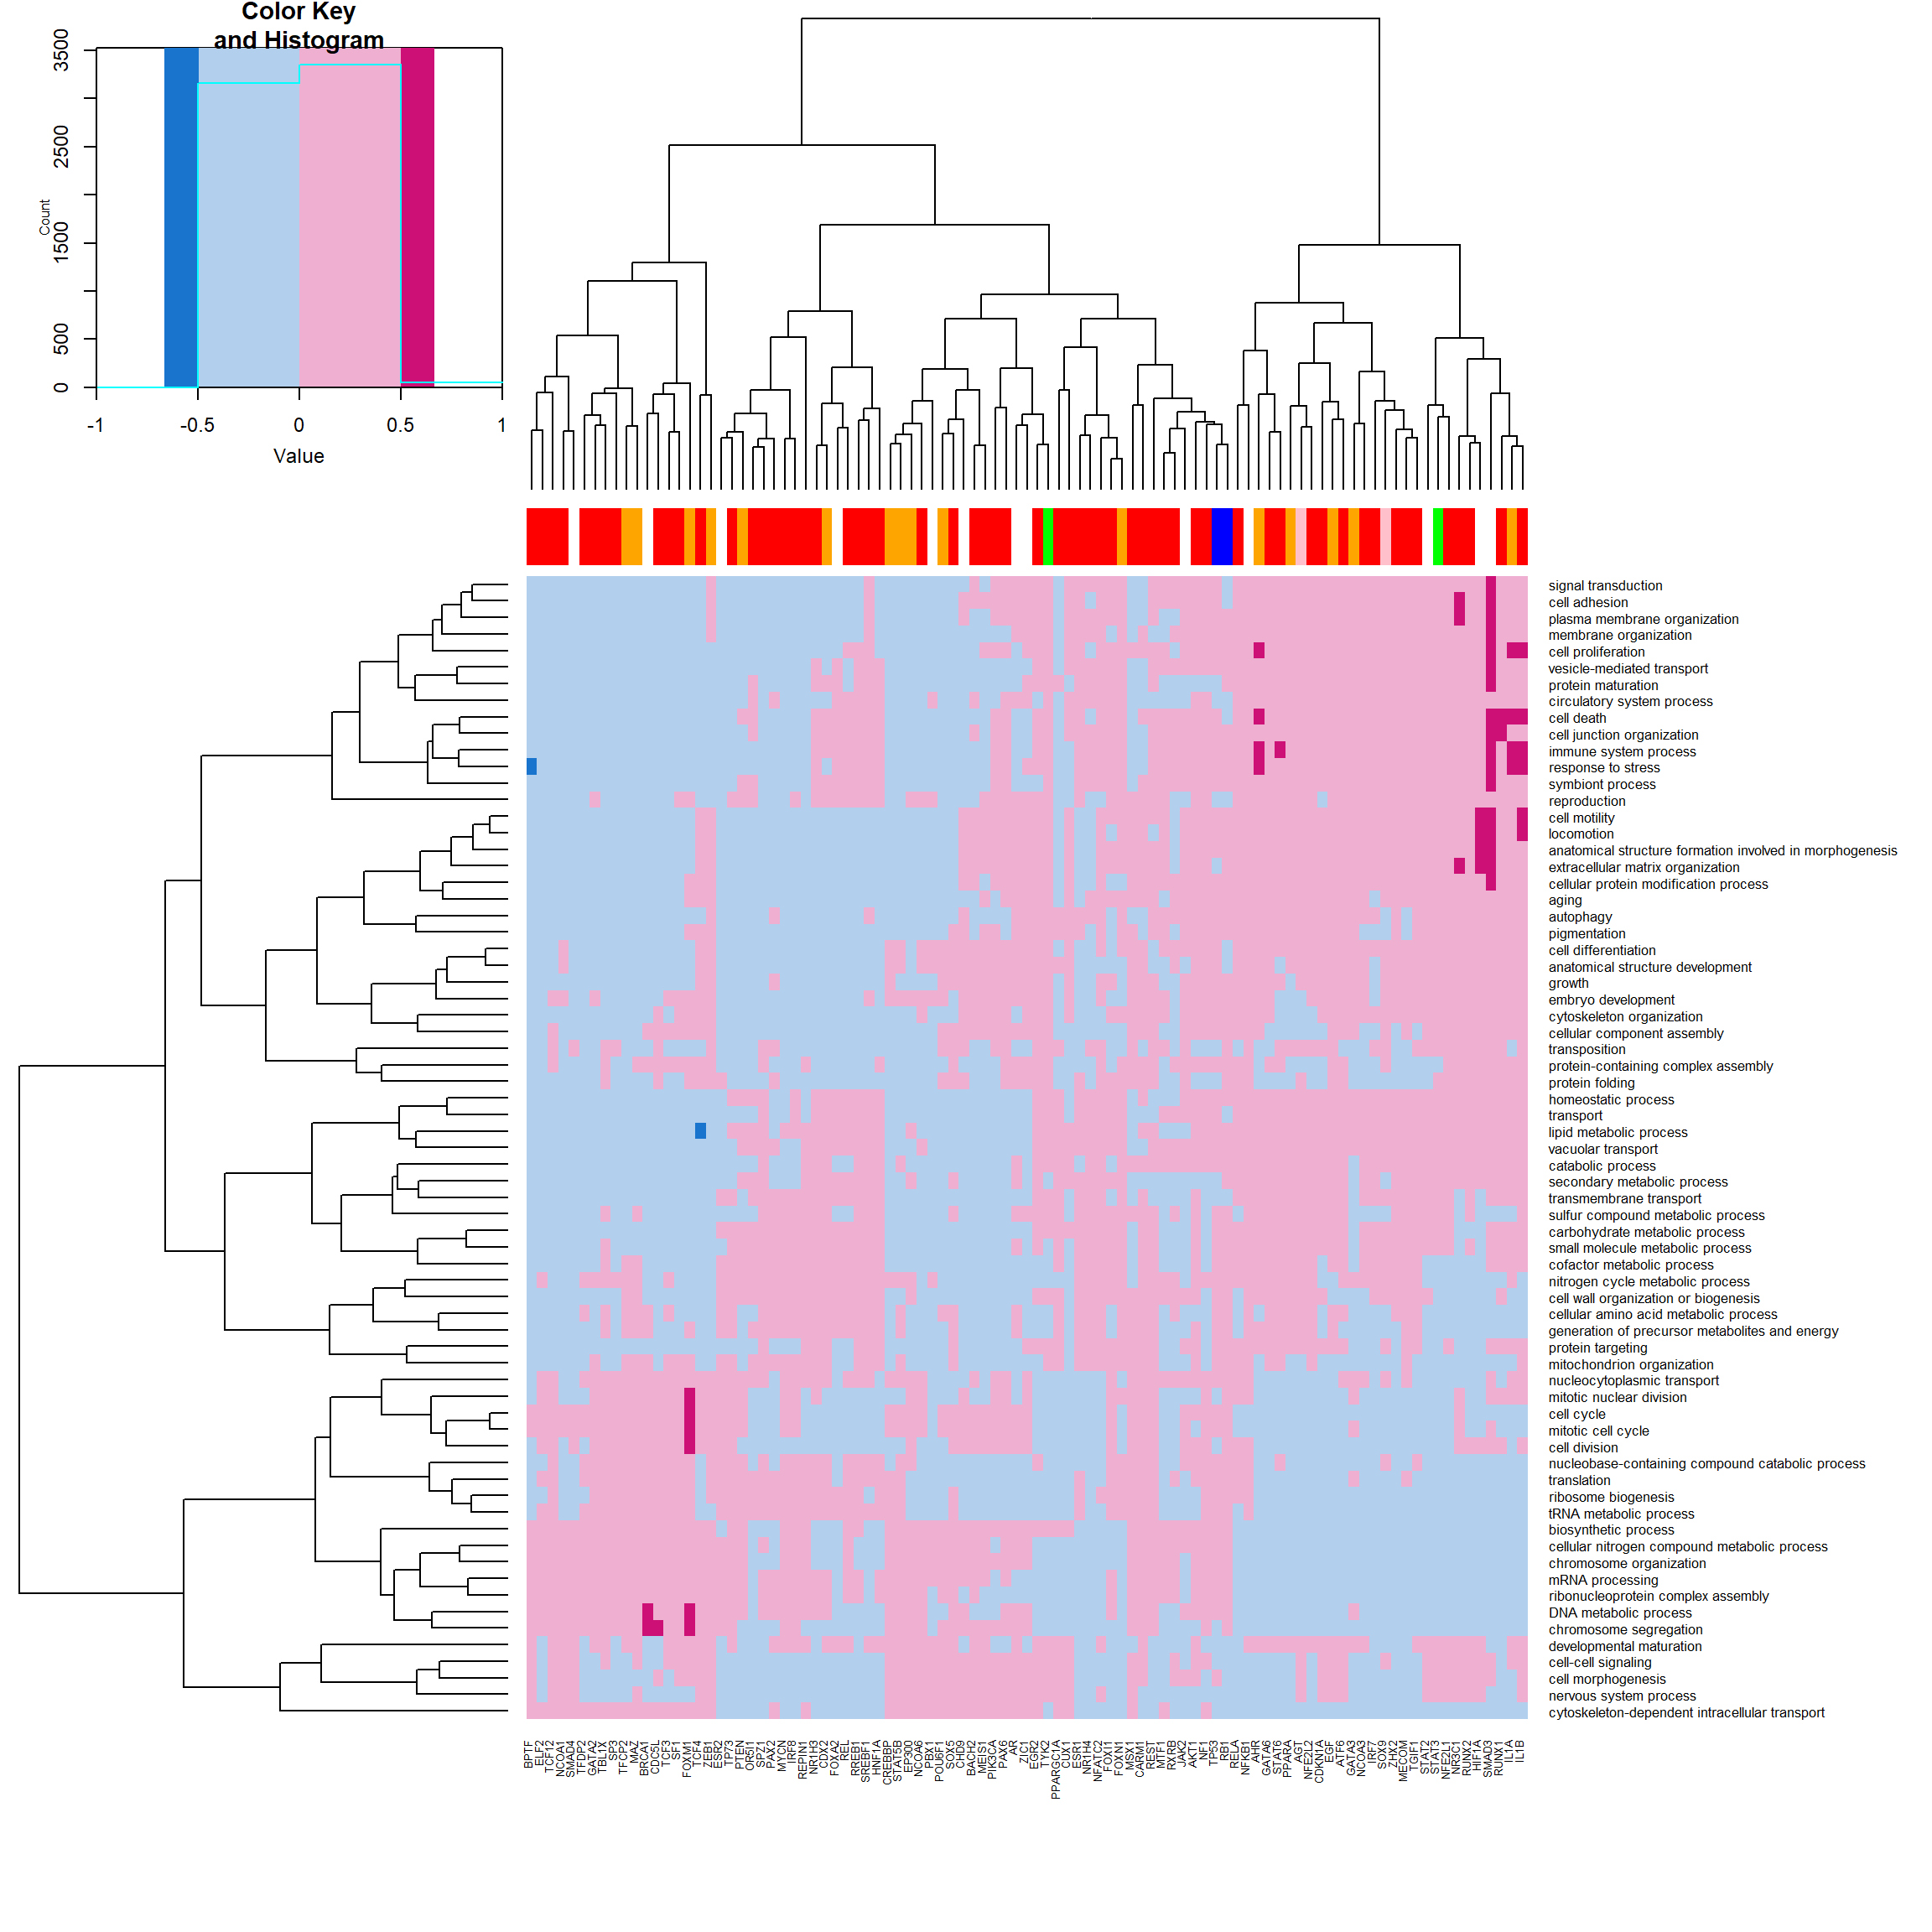 Color Key
and Histogram
3500
2500
1500
500
0
Count
-1 -0.5 0 0.5 1
Value
signal transduction
cell adhesion
plasma membrane organization
membrane organization
cell proliferation
vesicle-mediated transport
protein maturation
circulatory system process
cell death
cell junction organization
immune system process
response to stress
symbiont process
reproduction
cell motility
locomotion
anatomical structure formation involved in morphogenesis
extracellular matrix organization
cellular protein modification process
aging
autophagy
pigmentation
cell differentiation
anatomical structure development
growth
embryo development
cytoskeleton organization
cellular component assembly
transposition
protein-containing complex assembly
protein folding
homeostatic process
transport
lipid metabolic process
vacuolar transport
catabolic process
secondary metabolic process
transmembrane transport
sulfur compound metabolic process
carbohydrate metabolic process
small molecule metabolic process
cofactor metabolic process
nitrogen cycle metabolic process
cell wall organization or biogenesis
cellular amino acid metabolic process
generation of precursor metabolites and energy
protein targeting
mitochondrion organization
nucleocytoplasmic transport
mitotic nuclear division
cell cycle
mitotic cell cycle
cell division
nucleobase-containing compound catabolic process
translation
ribosome biogenesis
tRNA metabolic process
biosynthetic process
cellular nitrogen compound metabolic process
chromosome organization
mRNA processing
ribonucleoprotein complex assembly
DNA metabolic process
chromosome segregation
developmental maturation
cell-cell signaling
cell morphogenesis
nervous system process
cytoskeleton-dependent intracellular transport
BPTF
ELF2
TCF12
NCOA1
SMAD4
TFDP2
GATA2
TBL1X
SP3
TFCP2
MAZ
BRCA1
CDC5L
TCF3
SF1
FOXM1
TCF4
ZEB1
ESR2
TP73
PTEN
OR5I1
SPZ1
PAX2
MYCN
IRF8
REPIN1
NR1H3
CDX2
FOXA2
REL
RREB1
SREBF1
HNF1A
CREBBP
STAT5B
EP300
NCOA6
PBX1
POU6F1
SOX5
CHD9
BACH2
MEIS1
PIK3CA
PAX6
AR
ZIC1
EGR2
TYK2
PPARGC1A
CUX1
ESR1
NR1H4
NFATC2
FOXI1
FOXN1
MSX1
CARM1
REST
MTF1
RXRB
JAK2
AKT1
NF1
TP53
RB1
RELA
NFKB1
AHR
GATA6
STAT6
PPARA
AGT
NFE2L2
CDKN1A
EGF
ATF6
GATA3
NCOA3
IRF7
SOX9
ZHX2
MECOM
TGIF1
STAT2
STAT3
NFE2L1
NR3C1
RUNX2
HIF1A
SMAD3
RUNX1
IL1A
IL1B